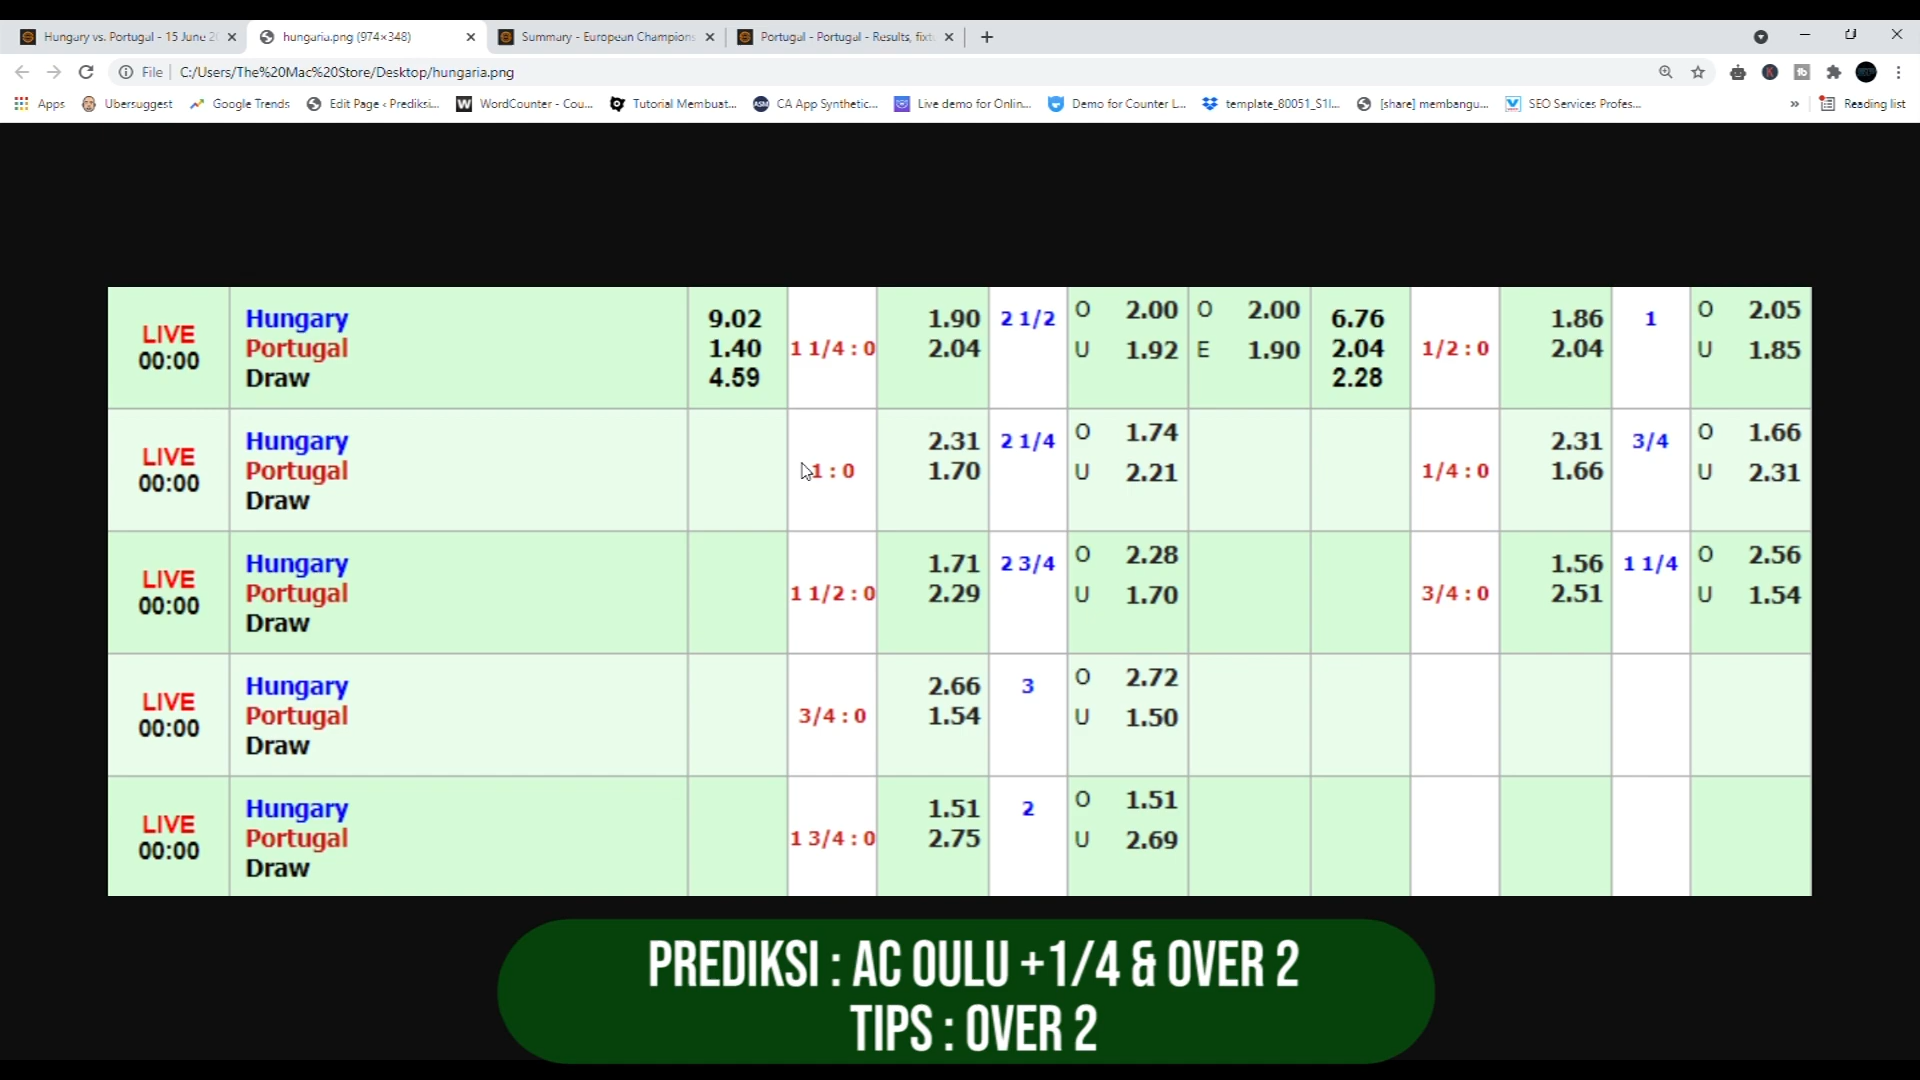 Hungary vs. Portugal - 15 June 2
hungaria.png (974×348)
Summary - European Champions
Portugal - Portugal - Results, fixt
File | C:/Users/The%20Mac%20Store/Desktop/hungaria.png
Apps Ubersuggest Google Trends Edit Page ‹ Prediksi... WordCounter - Cou... Tutorial Membuat... CA App Synthetic... Live demo for Onlin... Demo for Counter L... template_80051_S1l... [share] membangu... SEO Services Profes... » Reading list
Hungary 9.02 1.90 2 1/2 O 2.00 O 2.00 6.76 1.86 1 O 2.05
LIVE Portugal 1.40 1 1/4 : 0 2.04 U 1.92 E 1.90 2.04 1/2 : 0 2.04 U 1.85
00:00 Draw 4.59 2.28
Hungary 2.31 2 1/4 O 1.74 2.31 3/4 O 1.66
LIVE Portugal 1 : 0 1.70 U 2.21 1/4 : 0 1.66 U 2.31
00:00 Draw
Hungary 1.71 2 3/4 O 2.28 1.56 1 1/4 O 2.56
LIVE Portugal 1 1/2 : 0 2.29 U 1.70 3/4 : 0 2.51 U 1.54
00:00 Draw
Hungary 2.66 3 O 2.72
LIVE Portugal 3/4 : 0 1.54 U 1.50
00:00 Draw
Hungary 1.51 2 O 1.51
LIVE Portugal 1 3/4 : 0 2.75 U 2.69
00:00 Draw
PREDIKSI : AC OULU +1/4 & OVER 2
TIPS : OVER 2